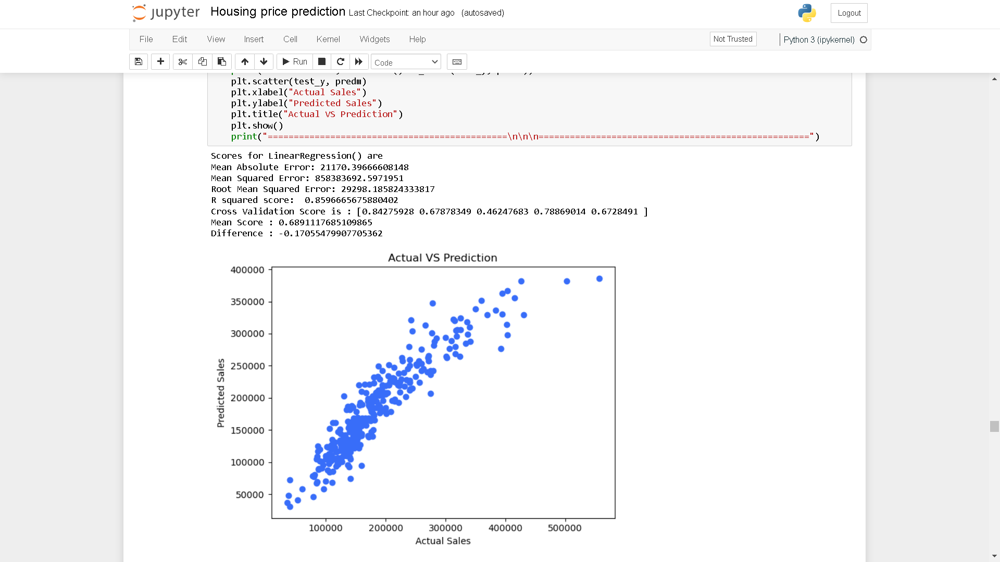 jupyter Housing price prediction Last Checkpoint: an hour ago (autosaved)
Logout
File Edit View Insert Cell Kernel Widgets Help
Not Trusted
Python 3 (ipykernel)
Run
Code
plt.scatter(test_y, predm)
plt.xlabel("Actual Sales")
plt.ylabel("Predicted Sales")
plt.title("Actual VS Prediction")
plt.show()
print("==============================================\n\n\n====================================================")
Scores for LinearRegression() are
Mean Absolute Error: 21170.39666608148
Mean Squared Error: 858383692.5971951
Root Mean Squared Error: 29298.185824333817
R squared score:  0.8596665675880402
Cross Validation Score is : [0.84275928 0.67878349 0.46247683 0.78869014 0.6728491 ]
Mean Score : 0.6891117685109865
Difference : -0.17055479907705362
Actual VS Prediction
400000
350000
300000
250000
200000
150000
100000
50000
Predicted Sales
100000 200000 300000 400000 500000
Actual Sales